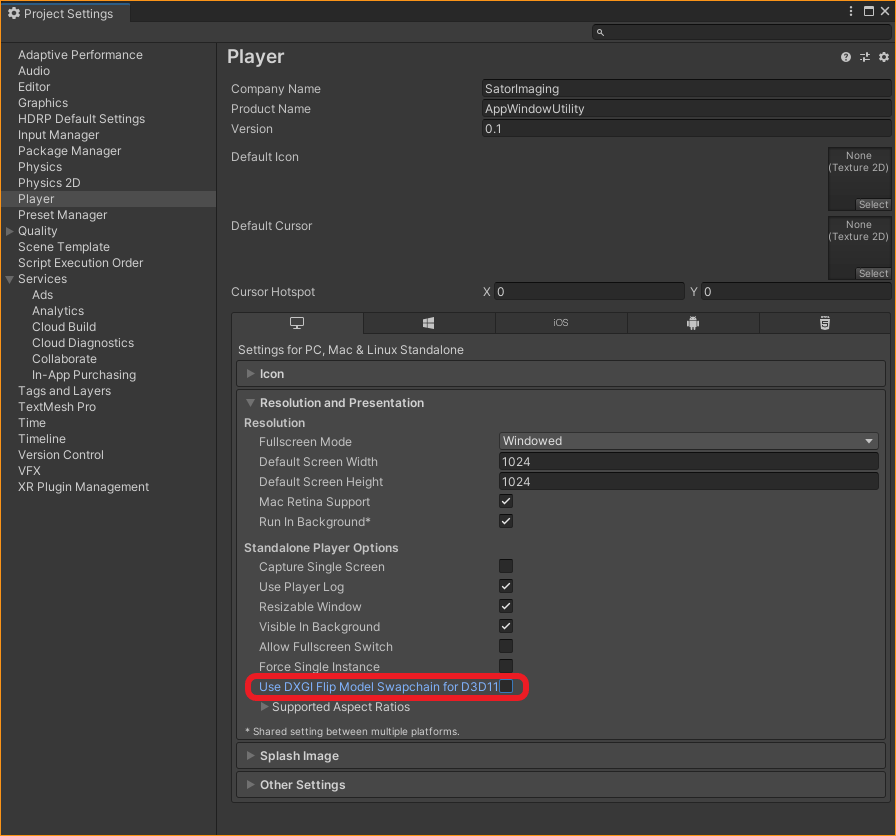 Project Settings
Adaptive Performance
Audio
Editor
Graphics
HDRP Default Settings
Input Manager
Package Manager
Physics
Physics 2D
Player
Preset Manager
Quality
Scene Template
Script Execution Order
Services
Ads
Analytics
Cloud Build
Cloud Diagnostics
Collaborate
In-App Purchasing
Tags and Layers
TextMesh Pro
Time
Timeline
Version Control
VFX
XR Plugin Management
Player
Company Name SatorImaging
Product Name AppWindowUtility
Version 0.1
Default Icon
None
(Texture 2D)
Select
Default Cursor
None
(Texture 2D)
Select
Cursor Hotspot X 0 Y 0
iOS
Settings for PC, Mac & Linux Standalone
Icon
Resolution and Presentation
Resolution
Fullscreen Mode Windowed
Default Screen Width 1024
Default Screen Height 1024
Mac Retina Support
Run In Background*
Standalone Player Options
Capture Single Screen
Use Player Log
Resizable Window
Visible In Background
Allow Fullscreen Switch
Force Single Instance
Use DXGI Flip Model Swapchain for D3D11
Supported Aspect Ratios
* Shared setting between multiple platforms.
Splash Image
Other Settings